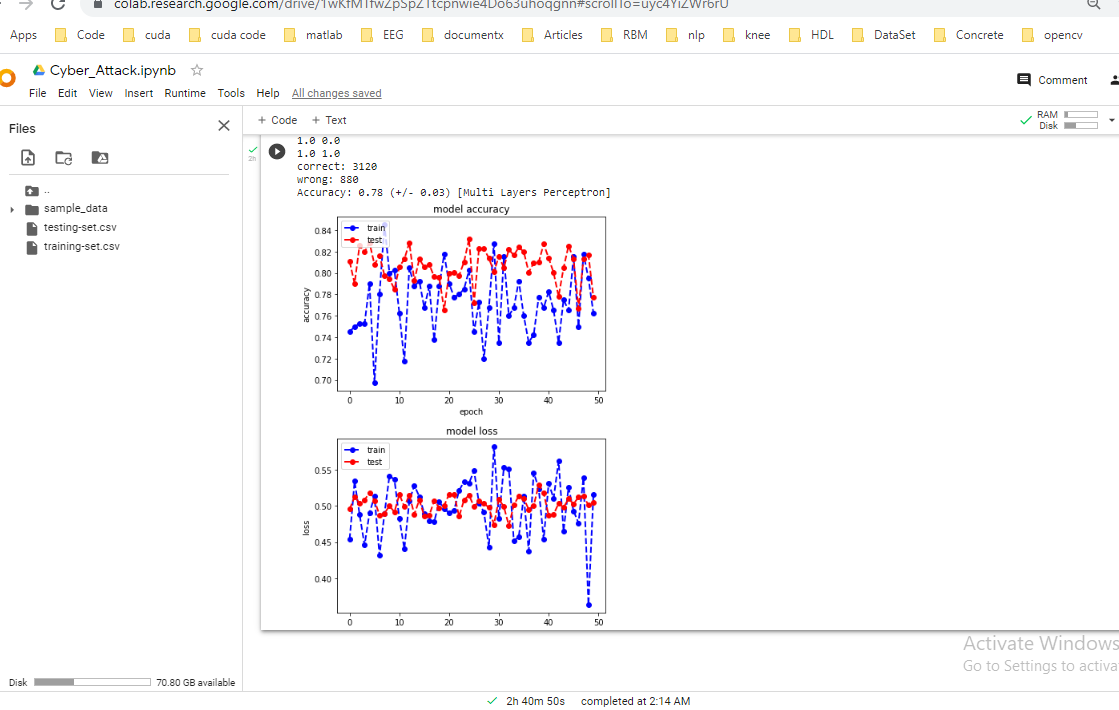 colab.research.google.com/drive/1wKfMTfwZpSpZTtcpnwie4Do63uhoqgnn#scrollTo=uyc4YiZWr6rU
Apps Code cuda cuda code matlab EEG documentx Articles RBM nlp knee HDL DataSet Concrete opencv
Cyber_Attack.ipynb
File Edit View Insert Runtime Tools Help All changes saved
Comment
Files
+ Code + Text
RAM
Disk
..
sample_data
testing-set.csv
training-set.csv
2h
1.0 0.0
1.0 1.0
correct: 3120
wrong: 880
Accuracy: 0.78 (+/- 0.03) [Multi Layers Perceptron]
model accuracy
train
test
0.84
0.82
0.80
0.78
0.76
0.74
0.72
0.70
accuracy
0 10 20 30 40 50
epoch
model loss
train
test
0.55
0.50
0.45
0.40
loss
0 10 20 30 40 50
Activate Windows
Go to Settings to activa
Disk 70.80 GB available
2h 40m 50s completed at 2:14 AM